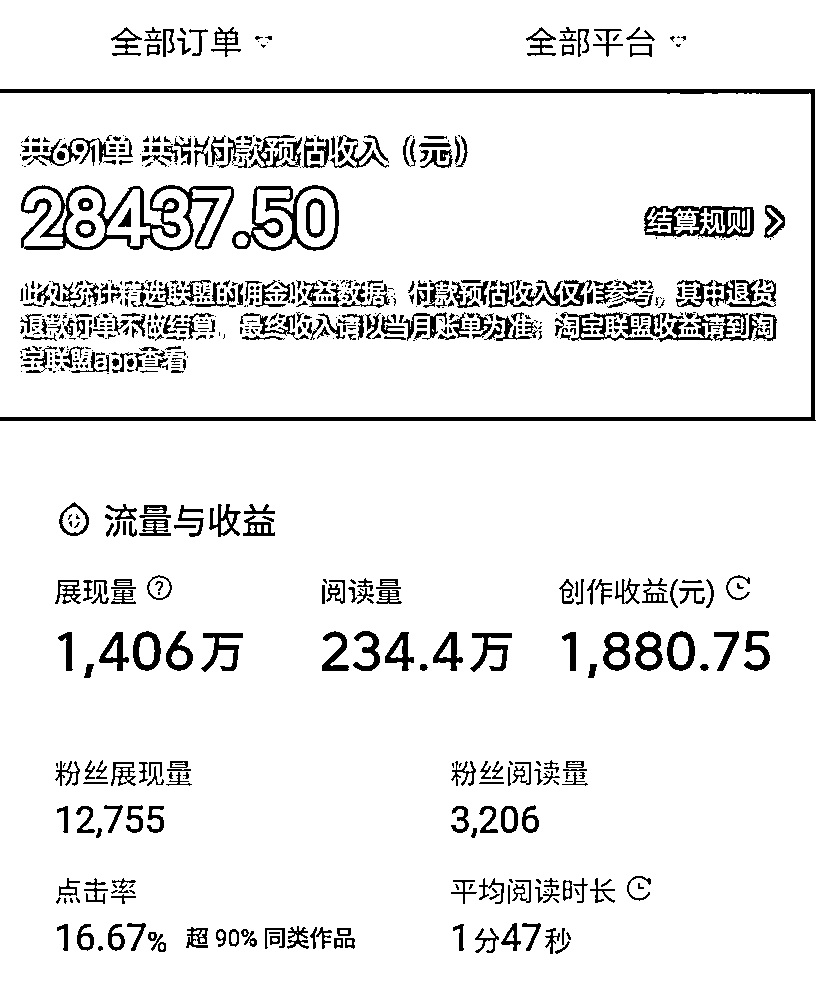 全部订单 全部平台
共691单 共计付款预估收入（元）
28437.50 结算规则
此处统计精选联盟的佣金收益数据；付款预估收入仅作参考，其中退货
退款订单不做结算，最终收入请以当月账单为准；淘宝联盟收益请到淘
宝联盟app查看
流量与收益
展现量 阅读量 创作收益(元)
1,406万 234.4万 1,880.75
粉丝展现量 粉丝阅读量
12,755 3,206
点击率 平均阅读时长
16.67% 超 90% 同类作品 1分47秒